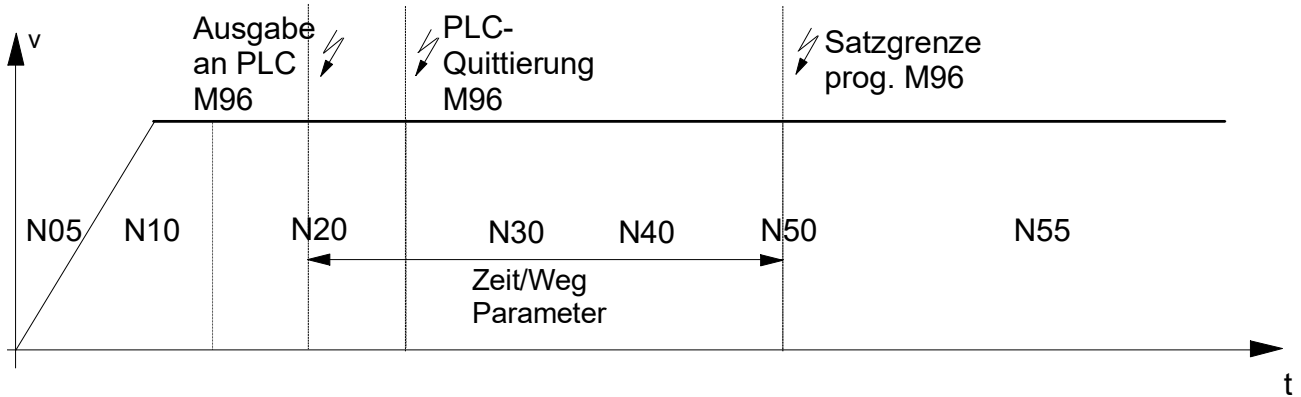 v
Ausgabe
an PLC
M96
PLC-
Quittierung
M96
Satzgrenze
prog. M96
N05 N10 N20 N30 N40 N50 N55
Zeit/Weg
Parameter
t